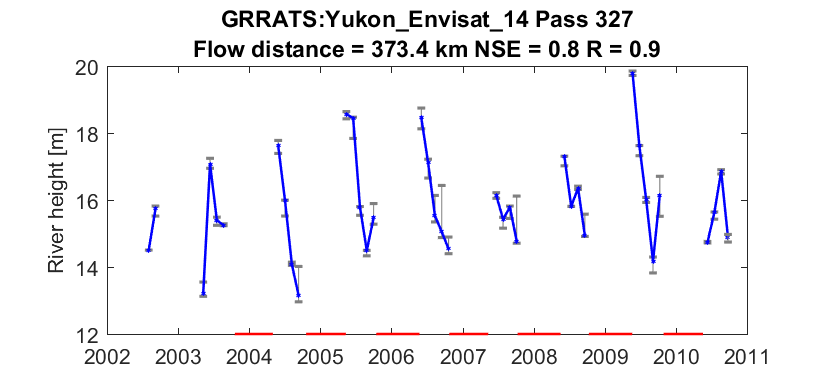 GRRATS:Yukon_Envisat_14 Pass 327
Flow distance = 373.4 km NSE = 0.8 R = 0.9
River height [m]
20
18
16
14
12
2002 2003 2004 2005 2006 2007 2008 2009 2010 2011